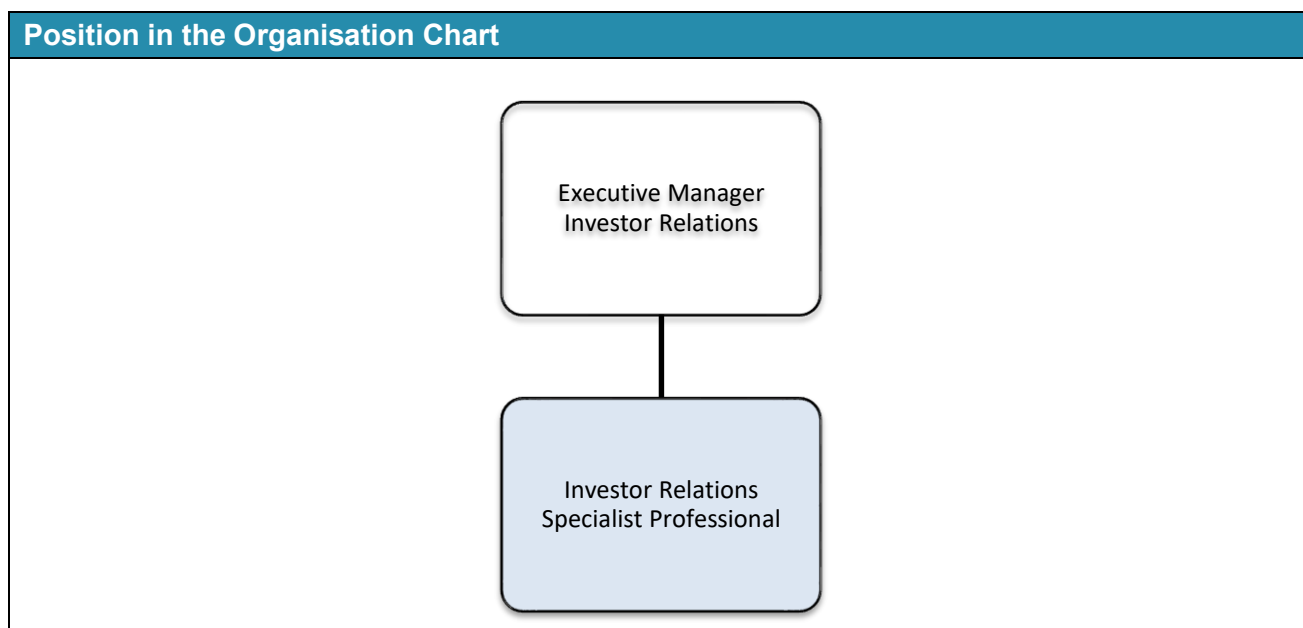 Position in the Organisation Chart
Executive Manager
Investor Relations
Investor Relations
Specialist Professional